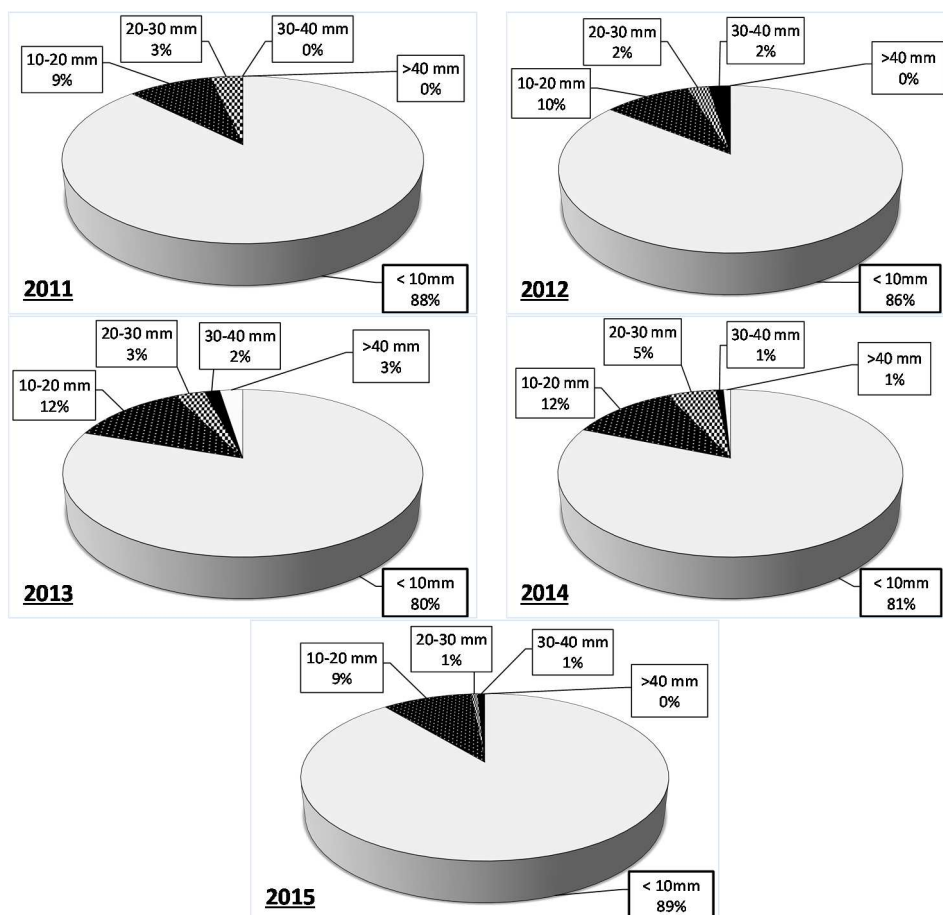 20-30 mm
3%
30-40 mm
0%
10-20 mm
9%
>40 mm
0%
< 10mm
88%
2011
20-30 mm
2%
30-40 mm
2%
>40 mm
0%
10-20 mm
10%
< 10mm
86%
2012
20-30 mm
3%
30-40 mm
2%
>40 mm
3%
10-20 mm
12%
< 10mm
80%
2013
20-30 mm
5%
30-40 mm
1%
>40 mm
1%
10-20 mm
12%
< 10mm
81%
2014
20-30 mm
1%
30-40 mm
1%
10-20 mm
9%
>40 mm
0%
< 10mm
89%
2015